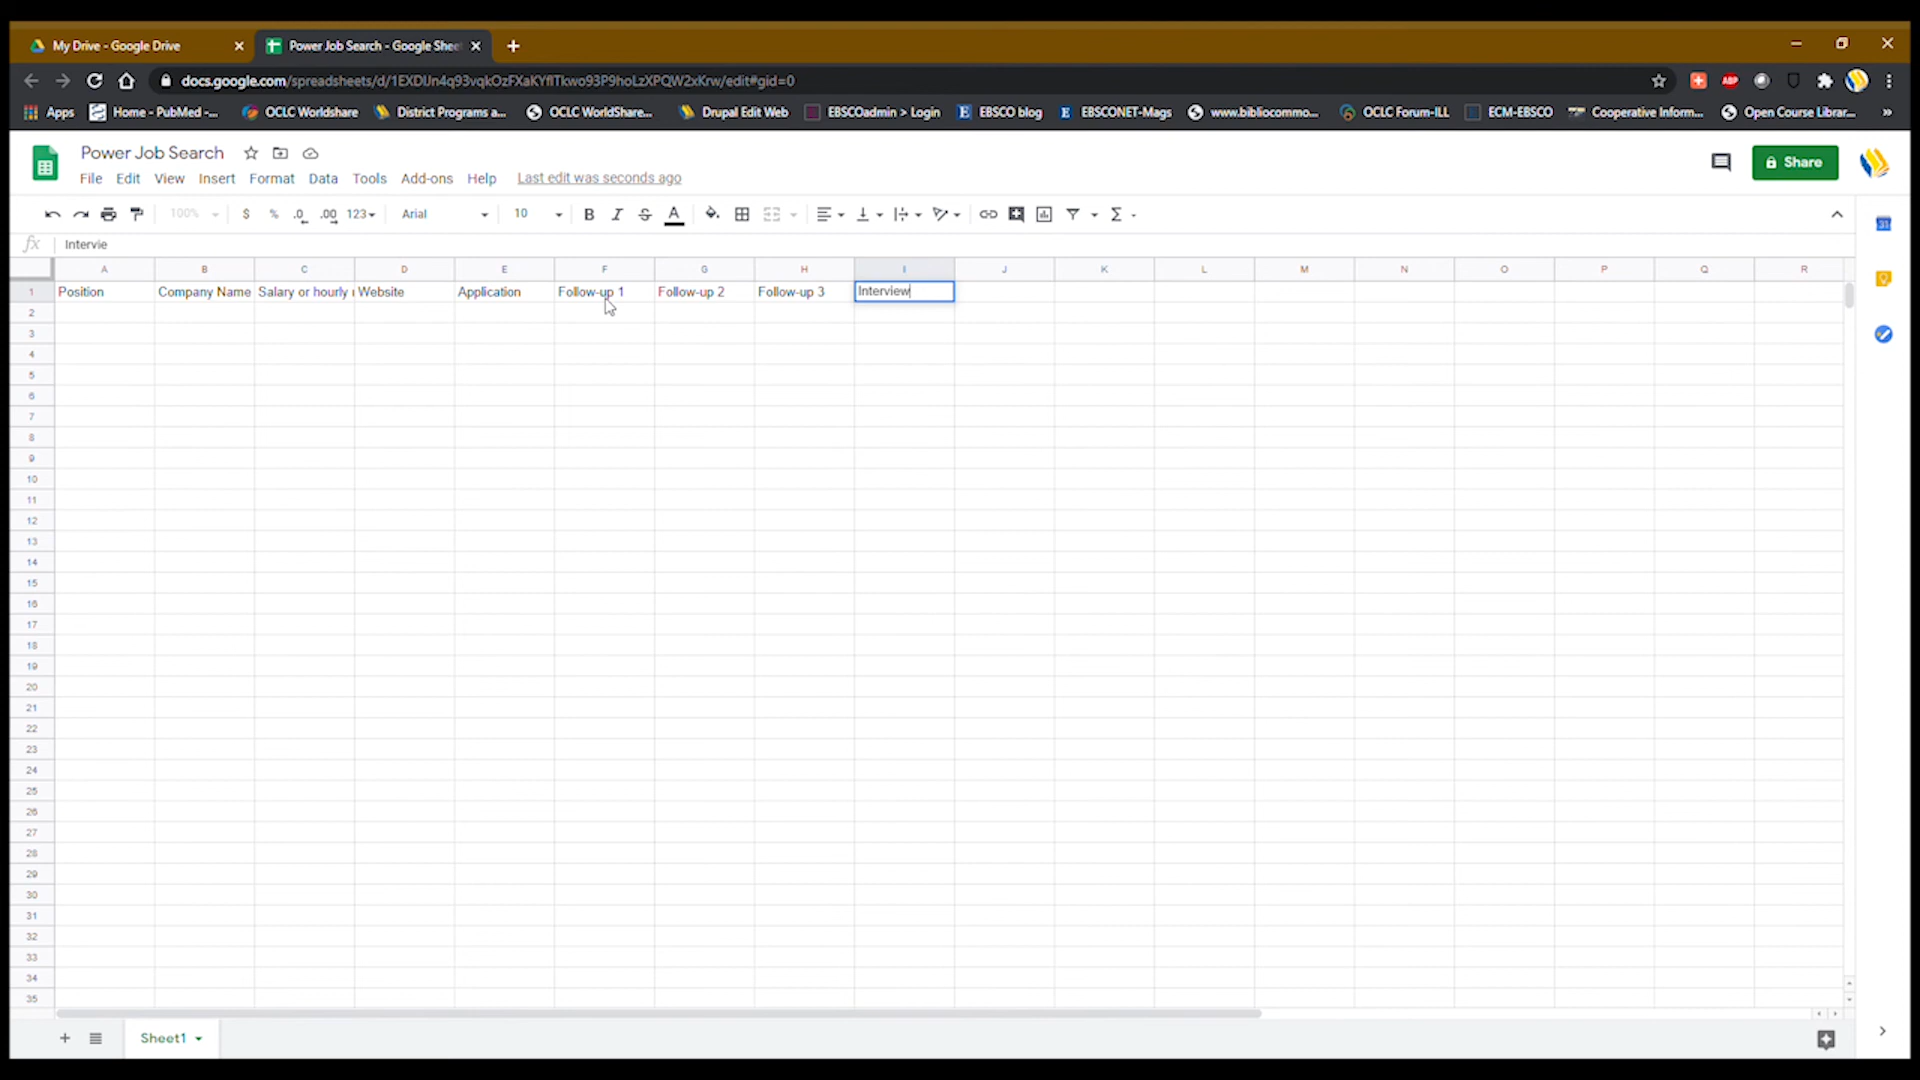 My Drive - Google Drive
Power Job Search - Google Shee
docs.google.com/spreadsheets/d/1EXDlJn4q93vqkOzFXaKYflTkwo93P9hoLzXPQW2xKrw/edit#gid=0
ABP
Apps Home - PubMed -... OCLC Worldshare District Programs a... OCLC WorldShare... Drupal Edit Web EBSCOadmin > Login EBSCO blog EBSCONET-Mags www.bibliocommo... OCLC Forum-ILL ECM-EBSCO Cooperative Inform... Open Course Librar... »
Power Job Search
Share
File Edit View Insert Format Tools Data Add-ons Help Last edit was seconds ago
100% $ % .0 .00 123 Arial 10 B I S A Σ
31
fx Intervie
A B C D E F G H I J K L M N O P Q R
1 Position Company Name Salary or hourly Website Application Follow-up 1 Follow-up 2 Follow-up 3 Interview
2
3
4
5
6
7
8
9
10
11
12
13
14
15
16
17
18
19
20
21
22
23
24
25
26
27
28
29
30
31
32
33
34
35
Sheet1